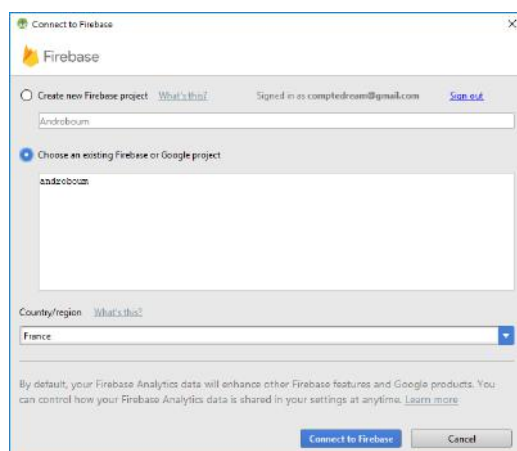 Connect to Firebase
Firebase
Create new Firebase project What's this? Signed in as comptedream@gmail.com Sign out
Androboum
Choose an existing Firebase or Google project
androboum
Country/region What's this?
France
By default, your Firebase Analytics data will enhance other Firebase features and Google products. You
can control how your Firebase Analytics data is shared in your settings at anytime. Learn more
Connect to Firebase Cancel